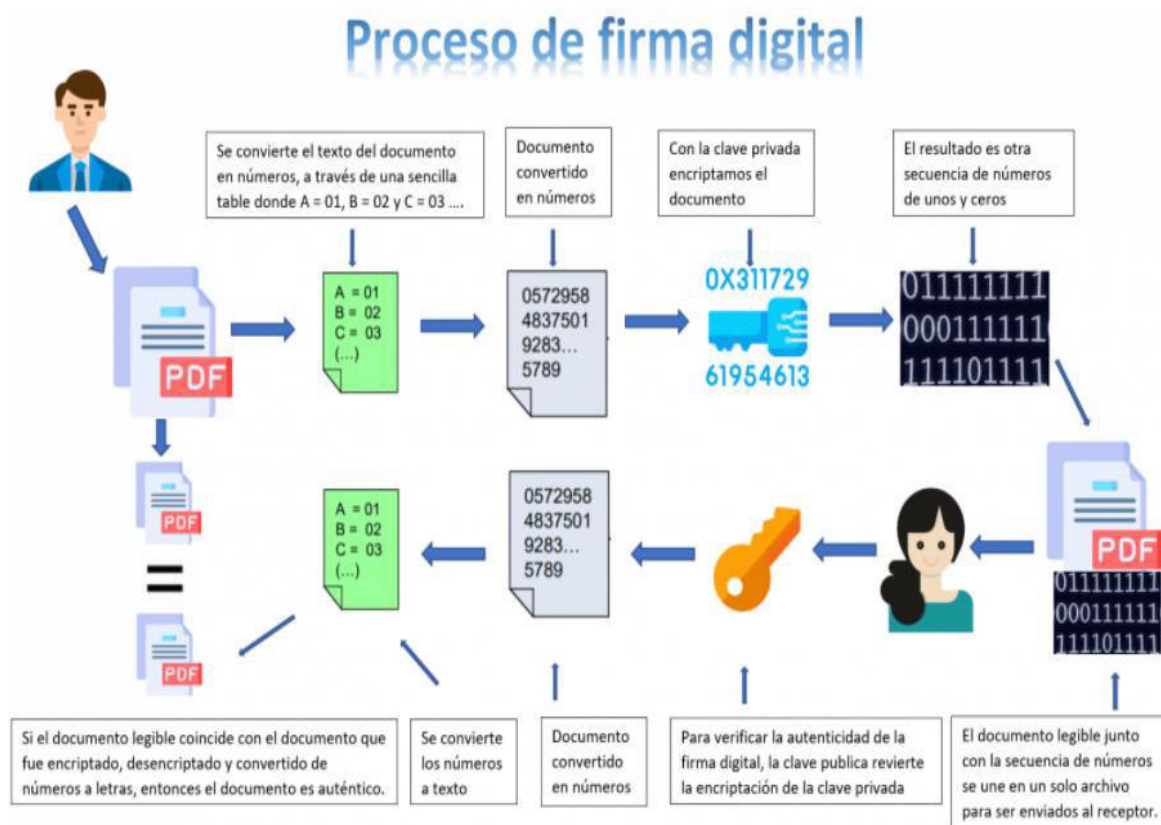 Proceso de firma digital
Se convierte el texto del documento
en números, a través de una sencilla
table donde A = 01, B = 02 y C = 03 ....
Documento
convertido
en números
Con la clave privada
encriptamos el
documento
El resultado es otra
secuencia de números
de unos y ceros
PDF
A = 01
B = 02
C = 03
(...)
0572958
4837501
9283...
5789
0X311729
61954613
011111111
000111111
111101111
PDF
=
PDF
A = 01
B = 02
C = 03
(...)
0572958
4837501
9283...
5789
PDF
011111111
000111111
111101111
Si el documento legible coincide con el documento que
fue encriptado, desencriptado y convertido de
números a letras, entonces el documento es auténtico.
Se convierte
los números
a texto
Documento
convertido
en números
Para verificar la autenticidad de la
firma digital, la clave publica revierte
la encriptación de la clave privada
El documento legible junto
con la secuencia de números
se une en un solo archivo
para ser enviados al receptor.